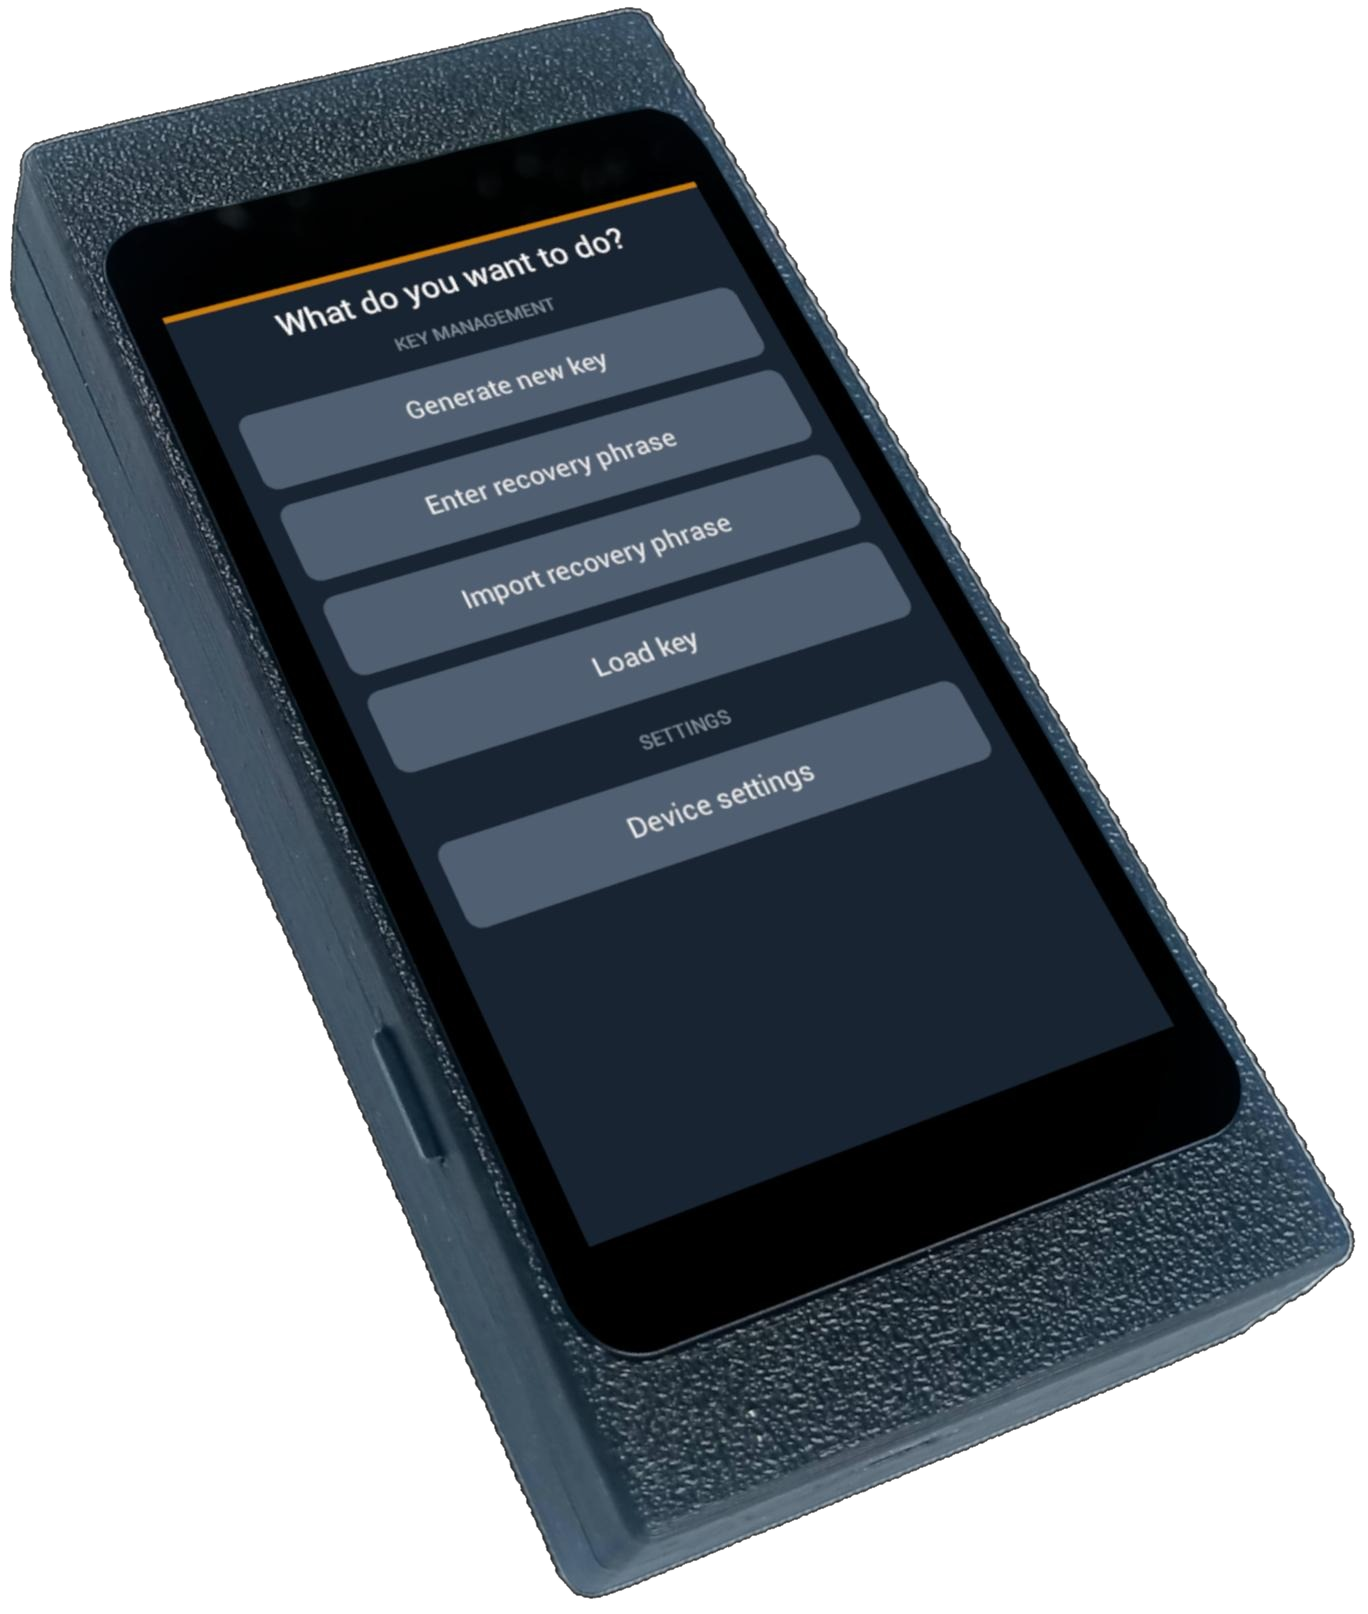 What do you want to do?
KEY MANAGEMENT
Generate new key
Enter recovery phrase
Import recovery phrase
Load key
SETTINGS
Device settings